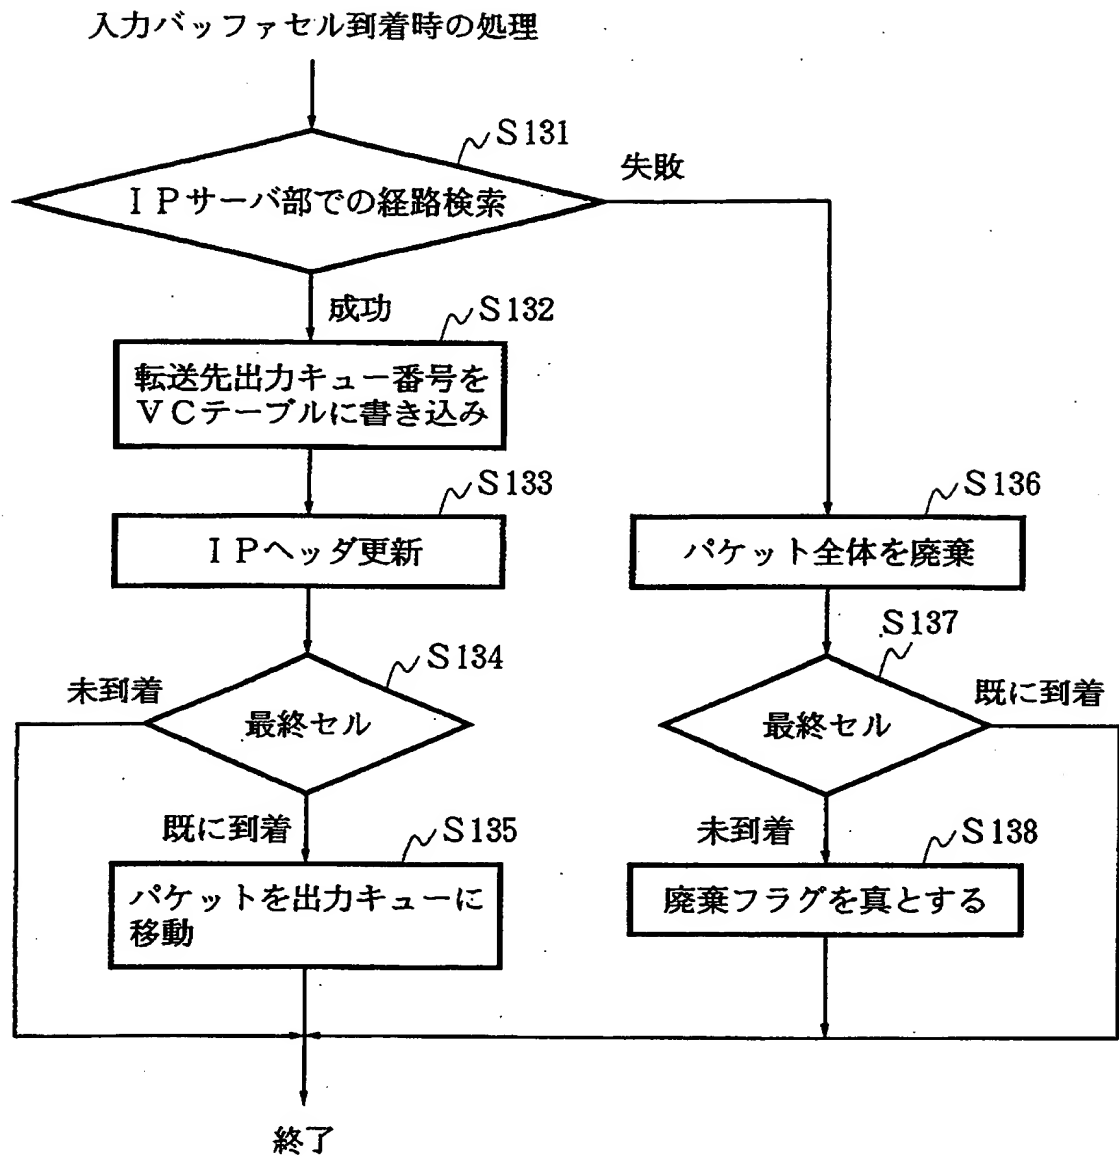 入力バッファセル到着時の処理
S131
失敗
IPサーバ部での経路検索
成功
S132
転送先出力キュー番号を
VCテーブルに書き込み
S133
IPヘッダ更新
S136
パケット全体を廃棄
S134
未到着
最終セル
S137
既に到着
最終セル
既に到着
S135
パケットを出力キューに
移動
未到着
S138
廃棄フラグを真とする
終了